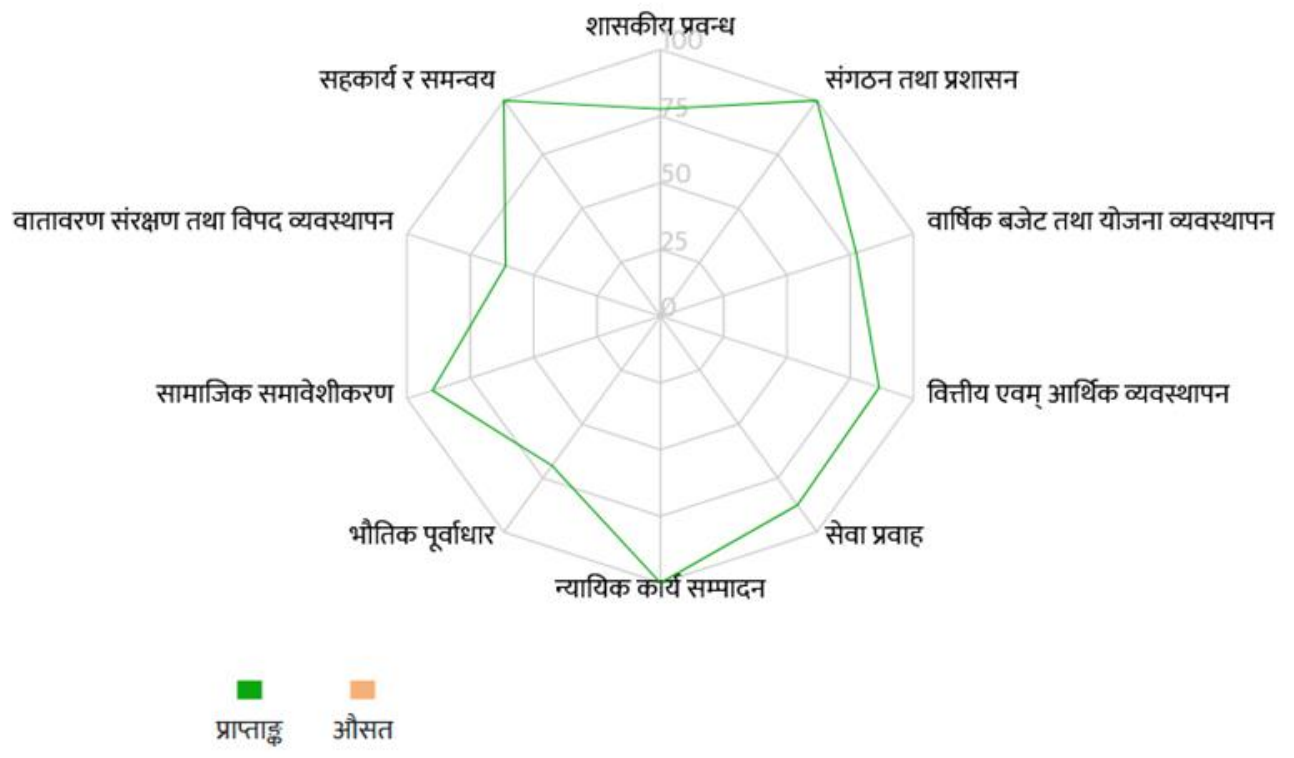 शासकीय प्रवन्ध
100
सहकार्य र समन्वय
संगठन तथा प्रशासन
75
50
वातावरण संरक्षण तथा विपद व्यवस्थापन
वार्षिक बजेट तथा योजना व्यवस्थापन
25
0
सामाजिक समावेशीकरण
वित्तीय एवम् आर्थिक व्यवस्थापन
भौतिक पूर्वाधार
सेवा प्रवाह
न्यायिक कार्य सम्पादन
प्राप्ताङ्क
औसत